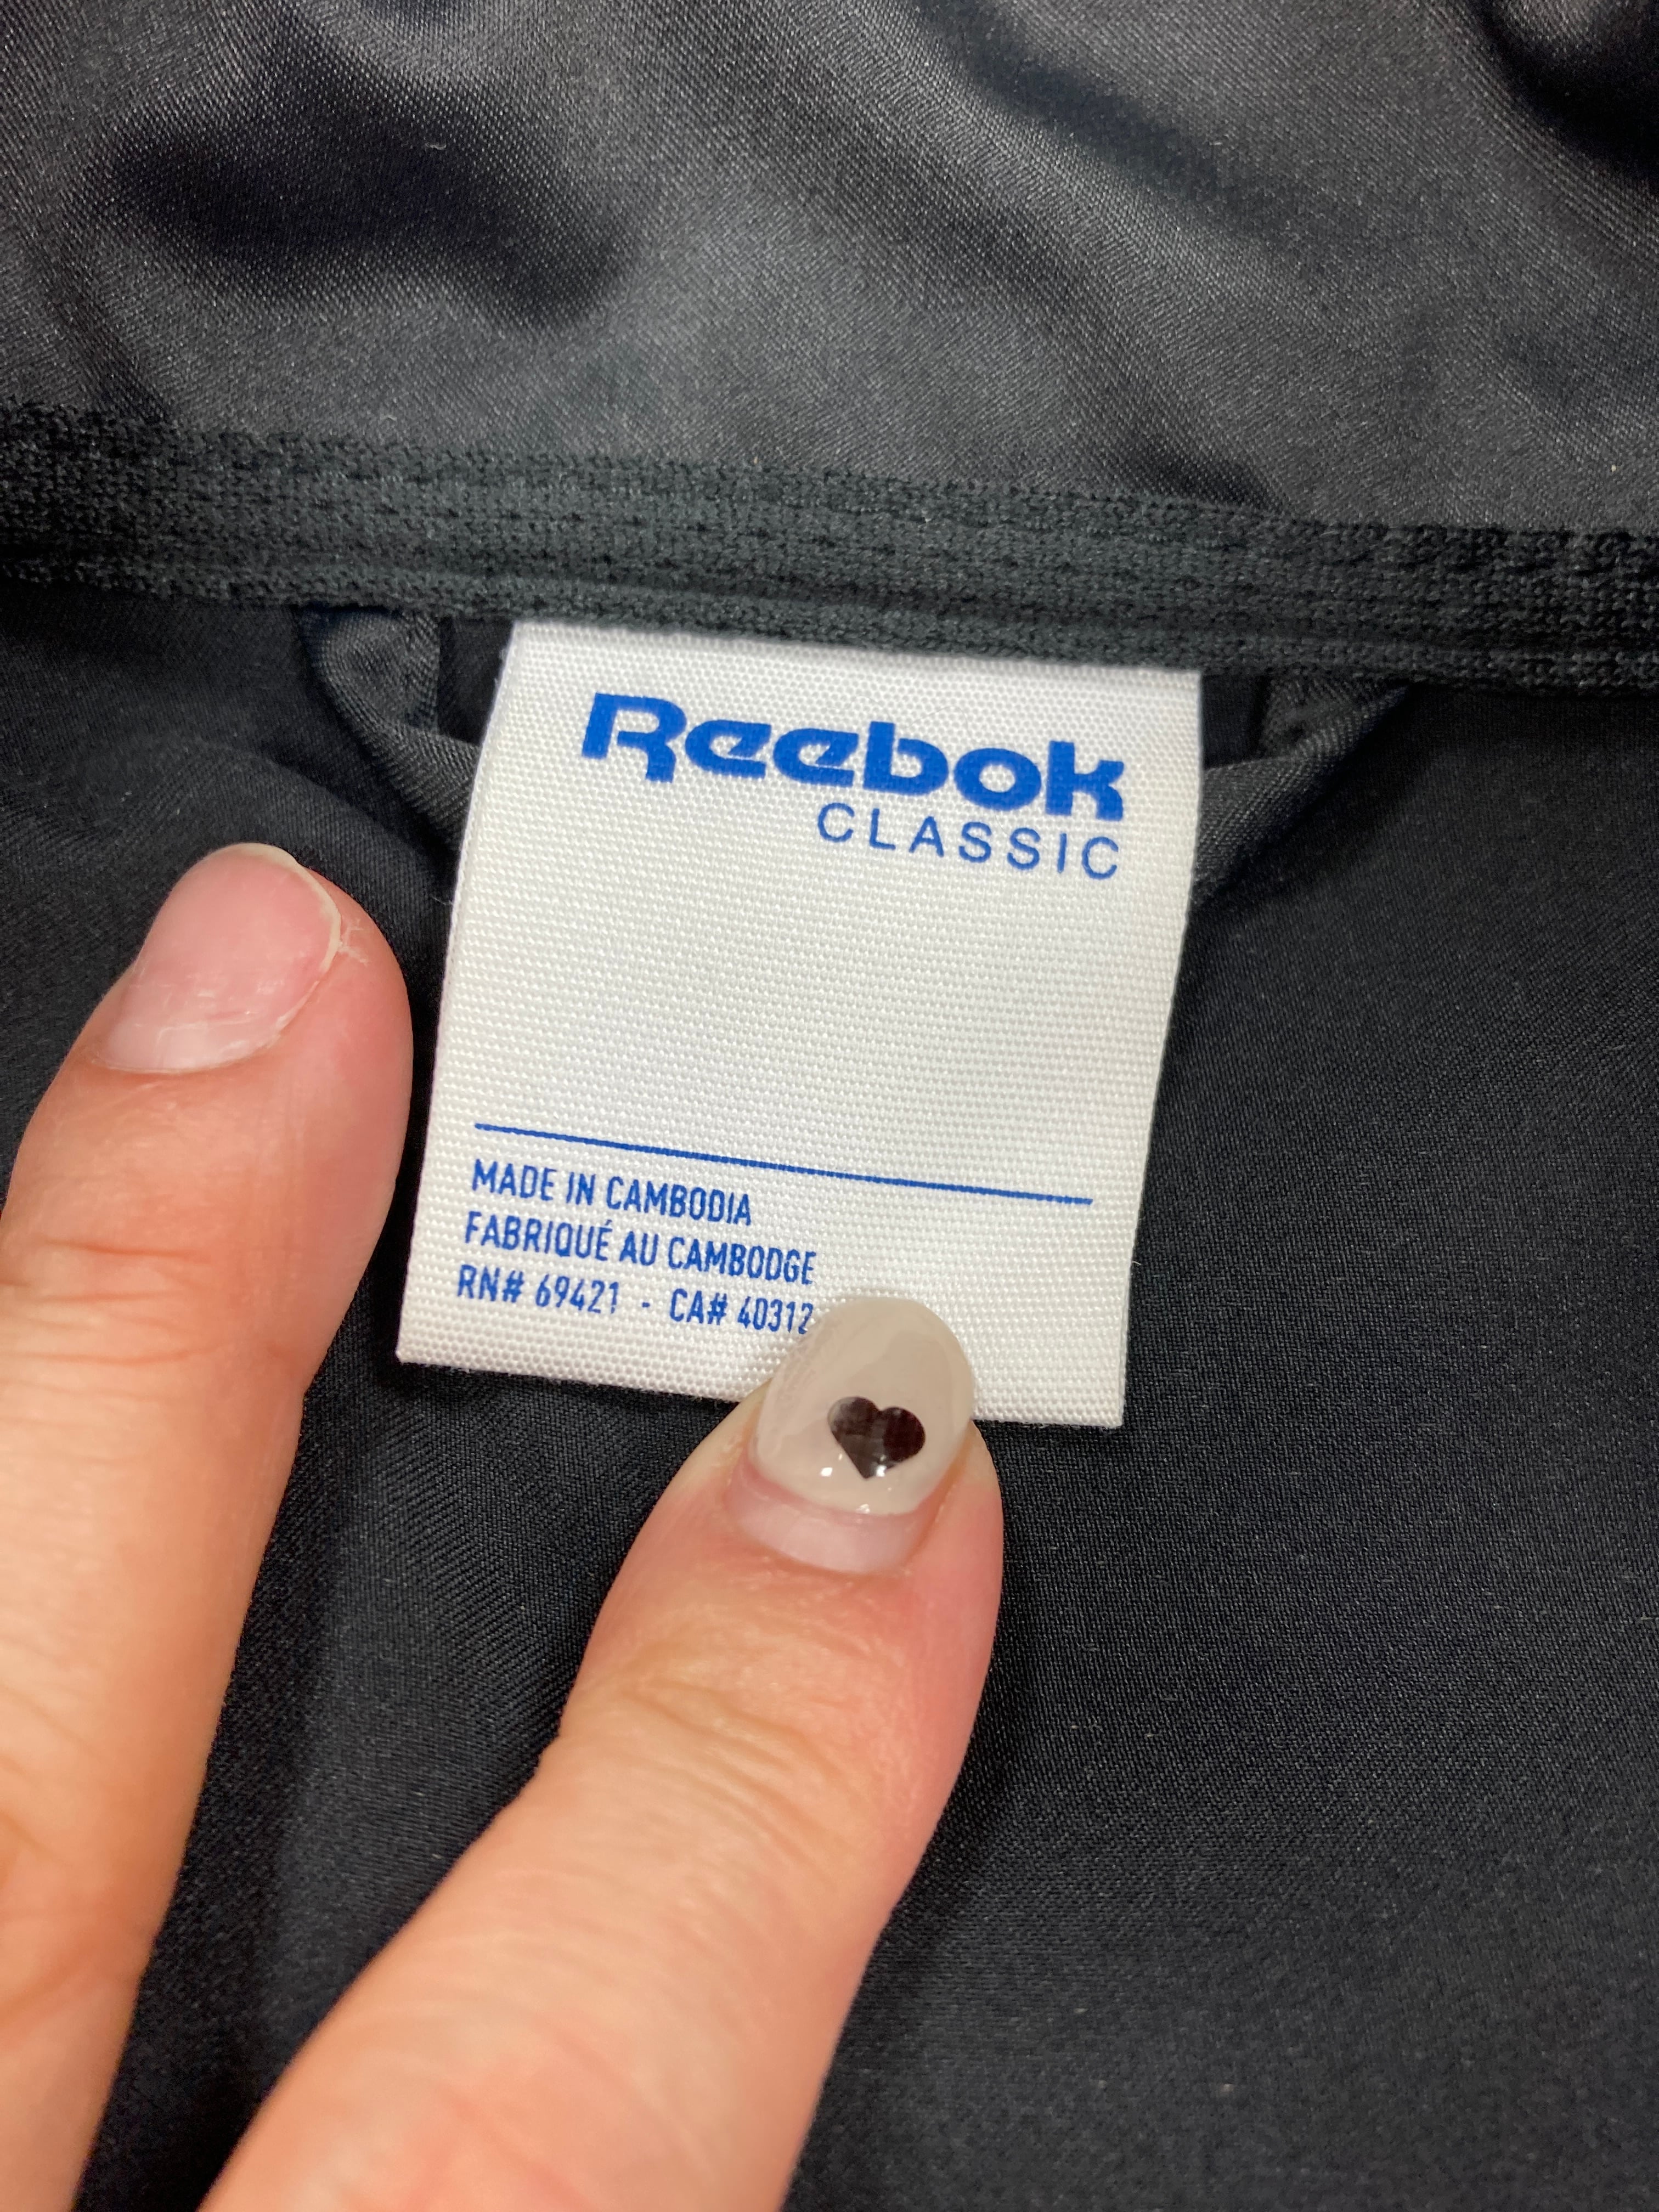 Reebok
CLASSIC
MADE IN CAMBODIA
FABRIQUÉ AU CAMBODGE
RN# 69421 - CA# 40312